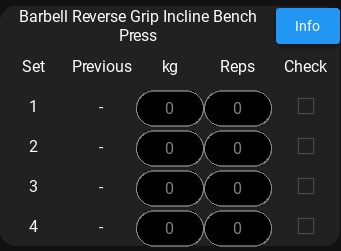 Barbell Reverse Grip Incline Bench
Press
Info
Set Previous kg Reps Check
1 - 0 0
2 - 0 0
3 - 0 0
4 - 0 0